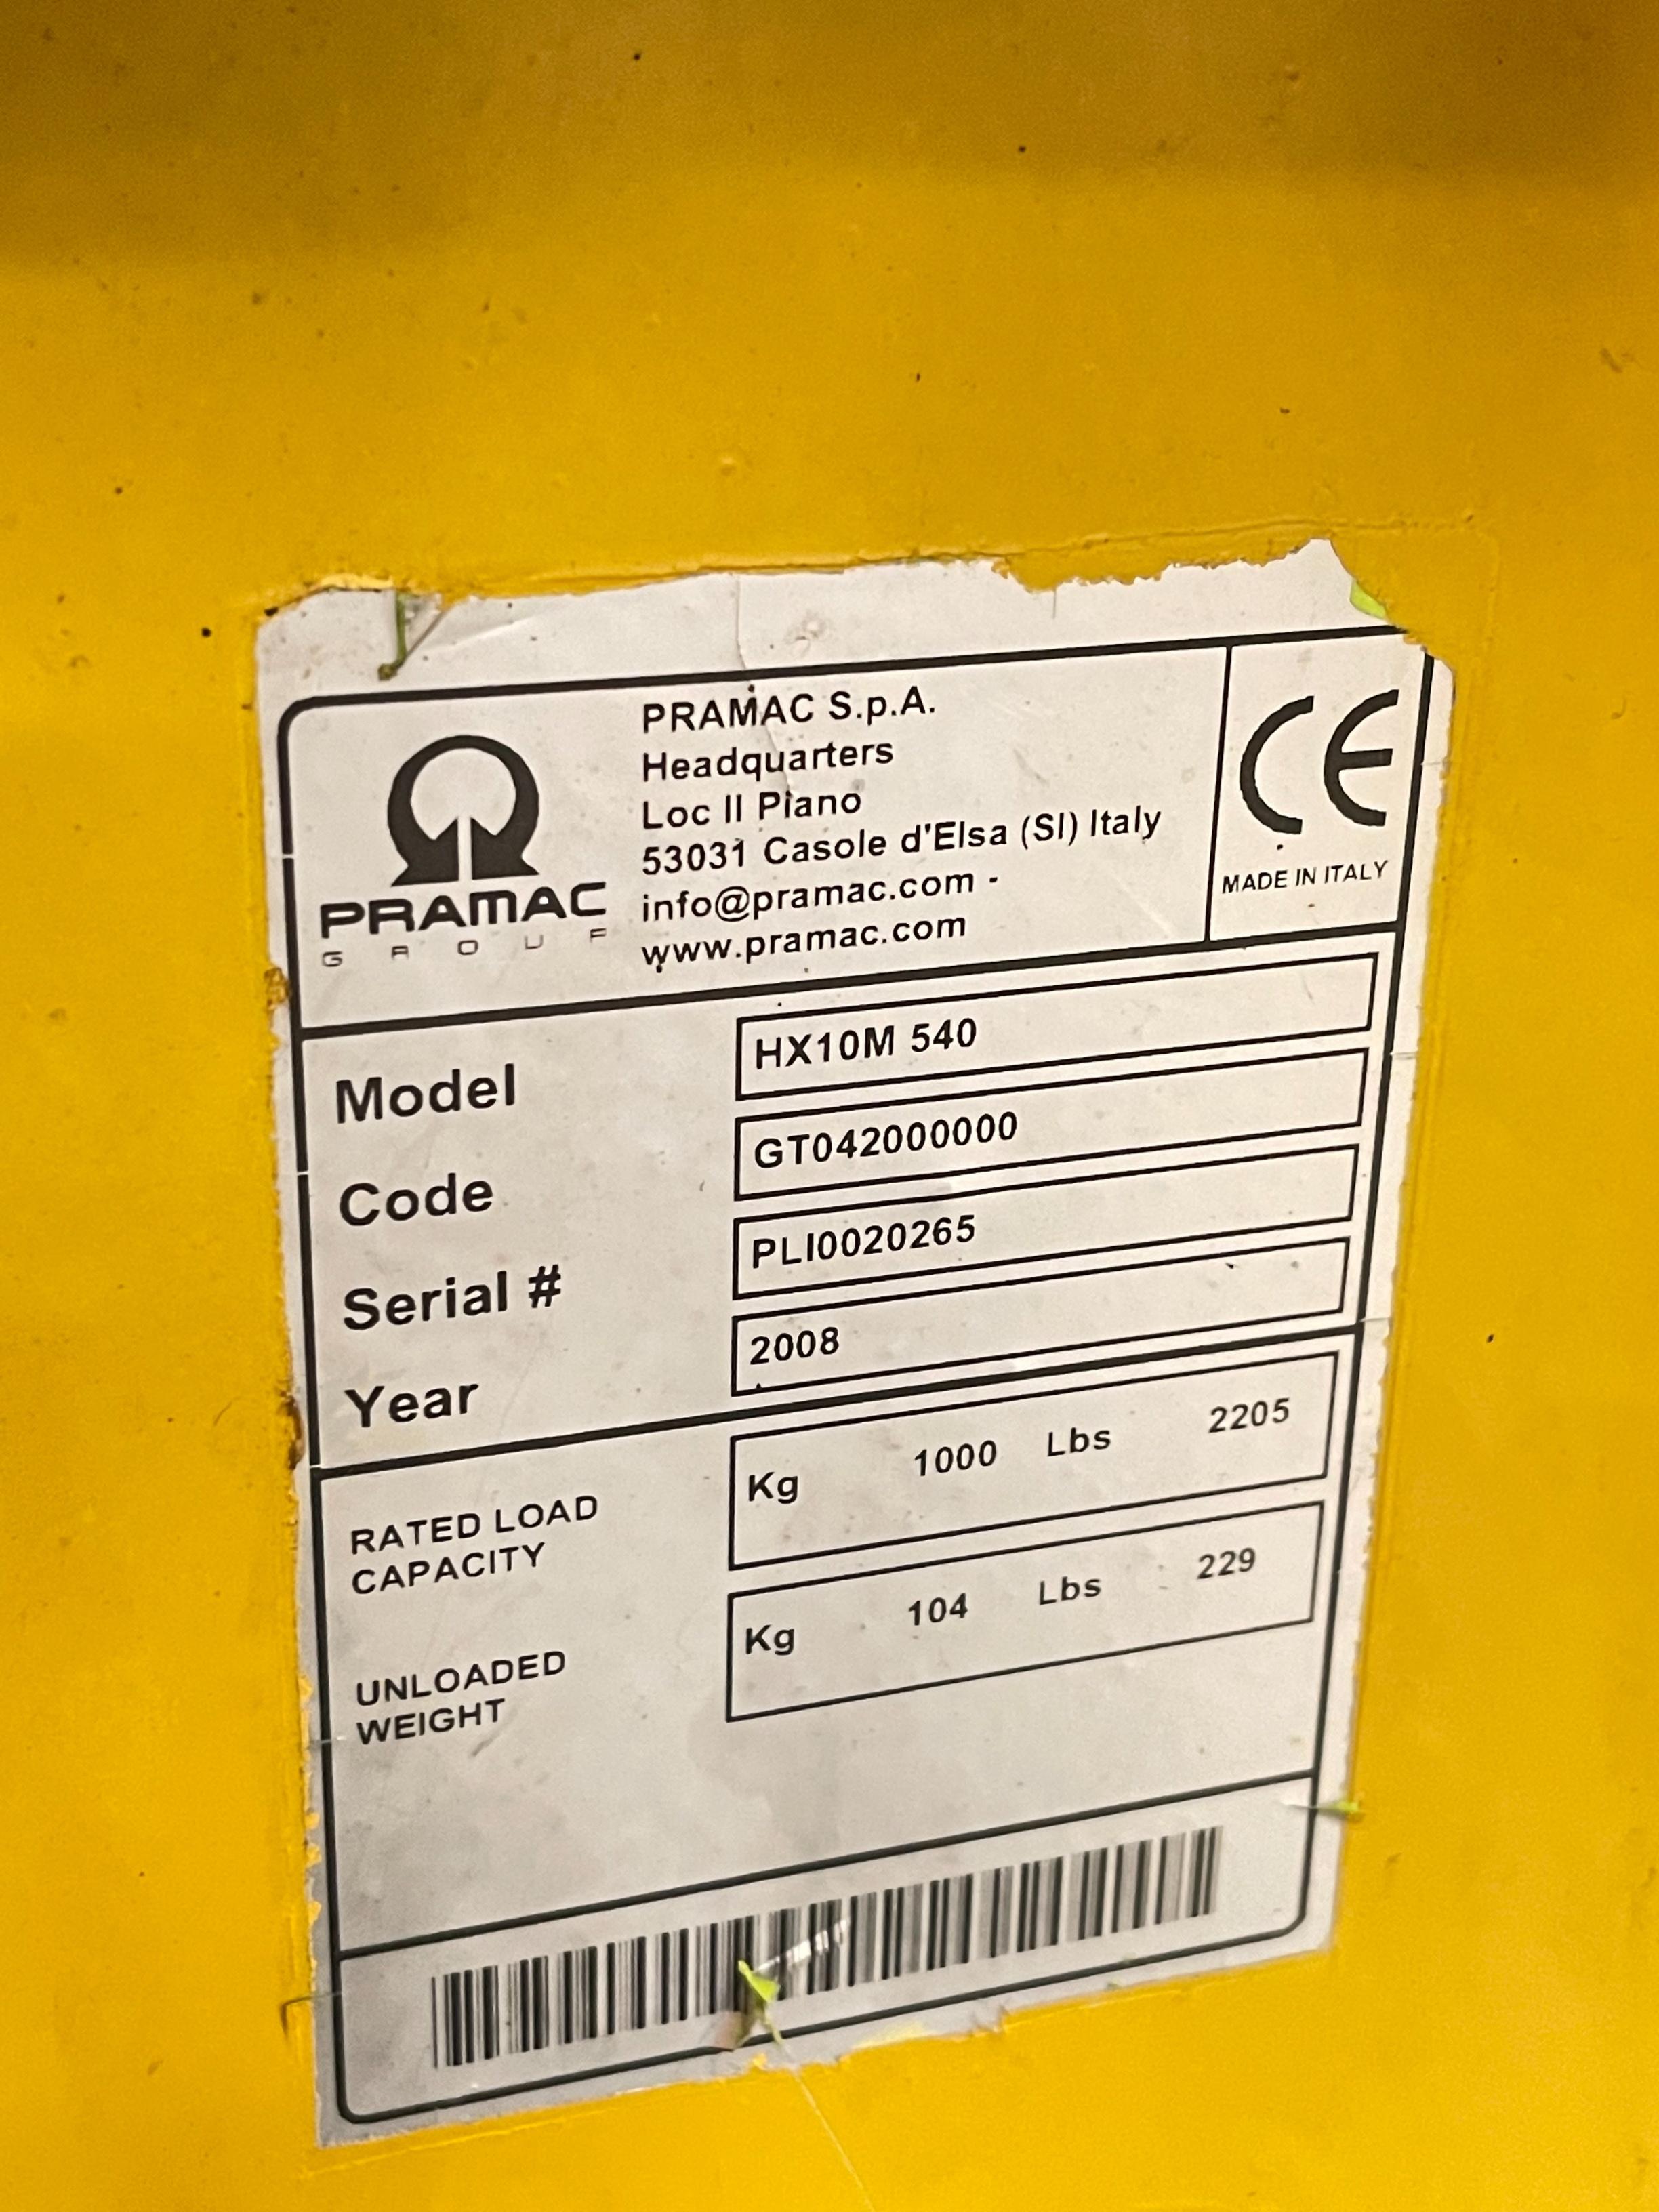 PRAMAC
GROUP
PRAMAC S.p.A.
Headquarters
Loc Il Piano
53031 Casole d'Elsa (SI) Italy
info@pramac.com -
www.pramac.com
CE
MADE IN ITALY
Model HX10M 540
Code GT042000000
Serial # PLI0020265
Year 2008
RATED LOAD
CAPACITY
Kg 1000 Lbs 2205
UNLOADED
WEIGHT
Kg 104 Lbs 229